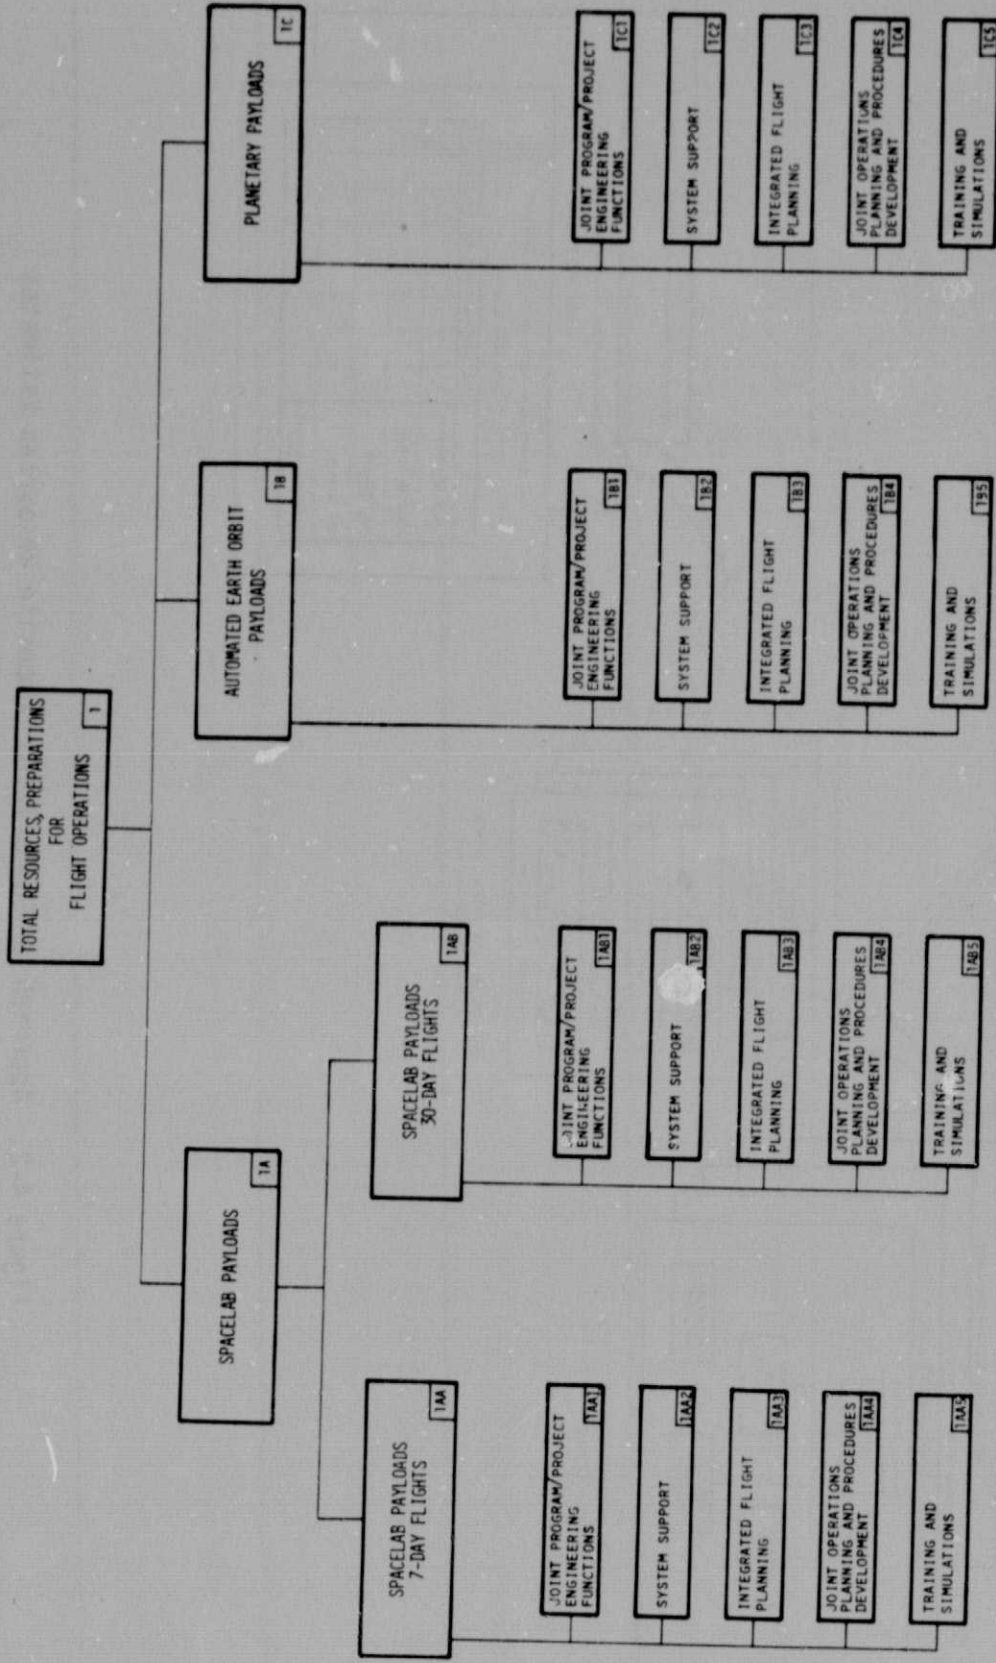 TOTAL RESOURCES, PREPARATIONS
FOR
FLIGHT OPERATIONS
1
SPACELAB PAYLOADS
1A
AUTOMATED EARTH ORBIT
PAYLOADS
1B
PLANETARY PAYLOADS
1C
SPACELAB PAYLOADS
7-DAY FLIGHTS
1AA
SPACELAB PAYLOADS
30-DAY FLIGHTS
1AB
JOINT PROGRAM/PROJECT
ENGINEERING
FUNCTIONS
1AA1
SYSTEM SUPPORT
1AA2
INTEGRATED FLIGHT
PLANNING
1AA3
JOINT OPERATIONS
PLANNING AND PROCEDURES
DEVELOPMENT
1AA4
TRAINING AND
SIMULATIONS
1AA5
JOINT PROGRAM/PROJECT
ENGINEERING
FUNCTIONS
1AB1
SYSTEM SUPPORT
1AB2
INTEGRATED FLIGHT
PLANNING
1AB3
JOINT OPERATIONS
PLANNING AND PROCEDURES
DEVELOPMENT
1AB4
TRAINING AND
SIMULATIONS
1AB5
JOINT PROGRAM/PROJECT
ENGINEERING
FUNCTIONS
1B1
SYSTEM SUPPORT
1B2
INTEGRATED FLIGHT
PLANNING
1B3
JOINT OPERATIONS
PLANNING AND PROCEDURES
DEVELOPMENT
1B4
TRAINING AND
SIMULATIONS
1B5
JOINT PROGRAM/PROJECT
ENGINEERING
FUNCTIONS
1C1
SYSTEM SUPPORT
1C2
INTEGRATED FLIGHT
PLANNING
1C3
JOINT OPERATIONS
PLANNING AND PROCEDURES
DEVELOPMENT
1C4
TRAINING AND
SIMULATIONS
1C5